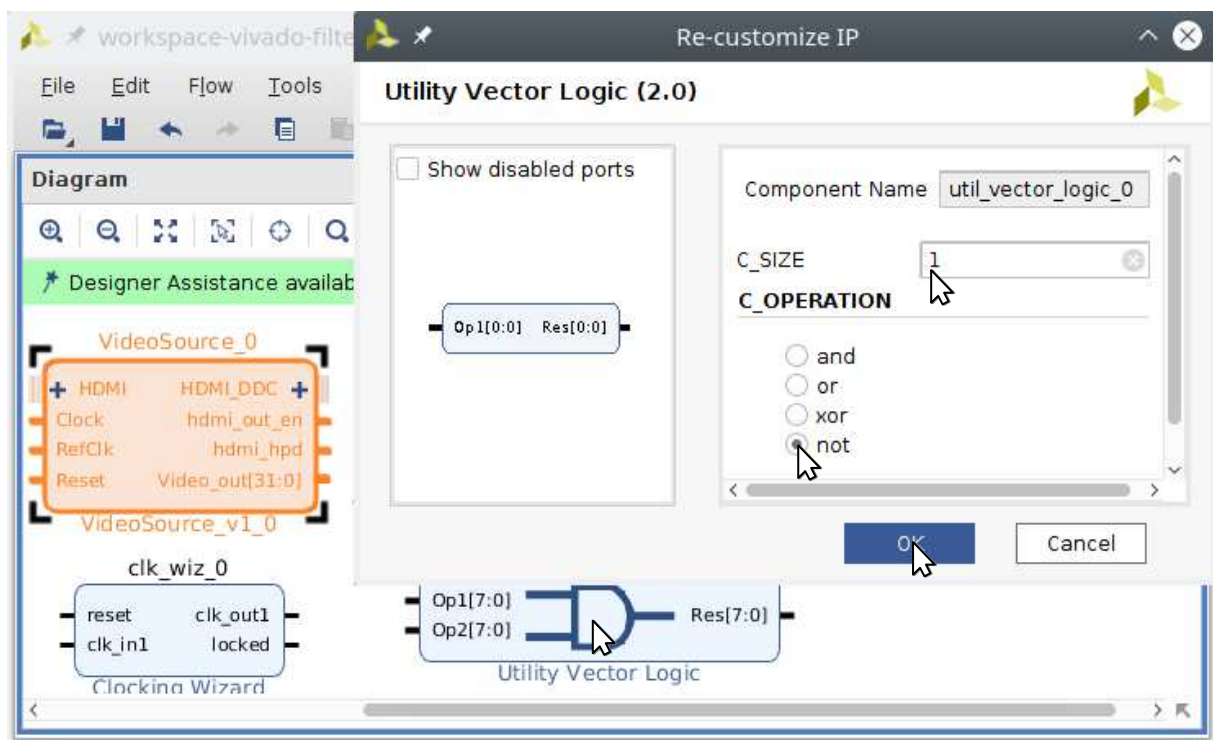 workspace-vivado-filte
File Edit Flow Tools
Diagram
Designer Assistance availab
VideoSource_0
HDMI HDMI_DDC
Clock hdmi_out_en
RefClk hdmi_hpd
Reset Video_out[31:0]
VideoSource_v1_0
clk_wiz_0
reset clk_out1
clk_in1 locked
Clocking Wizard
Re-customize IP
Utility Vector Logic (2.0)
Show disabled ports
Op1[0:0] Res[0:0]
Component Name util_vector_logic_0
C_SIZE 1
C_OPERATION
and
or
xor
not
OK Cancel
Op1[7:0] Res[7:0]
Op2[7:0]
Utility Vector Logic